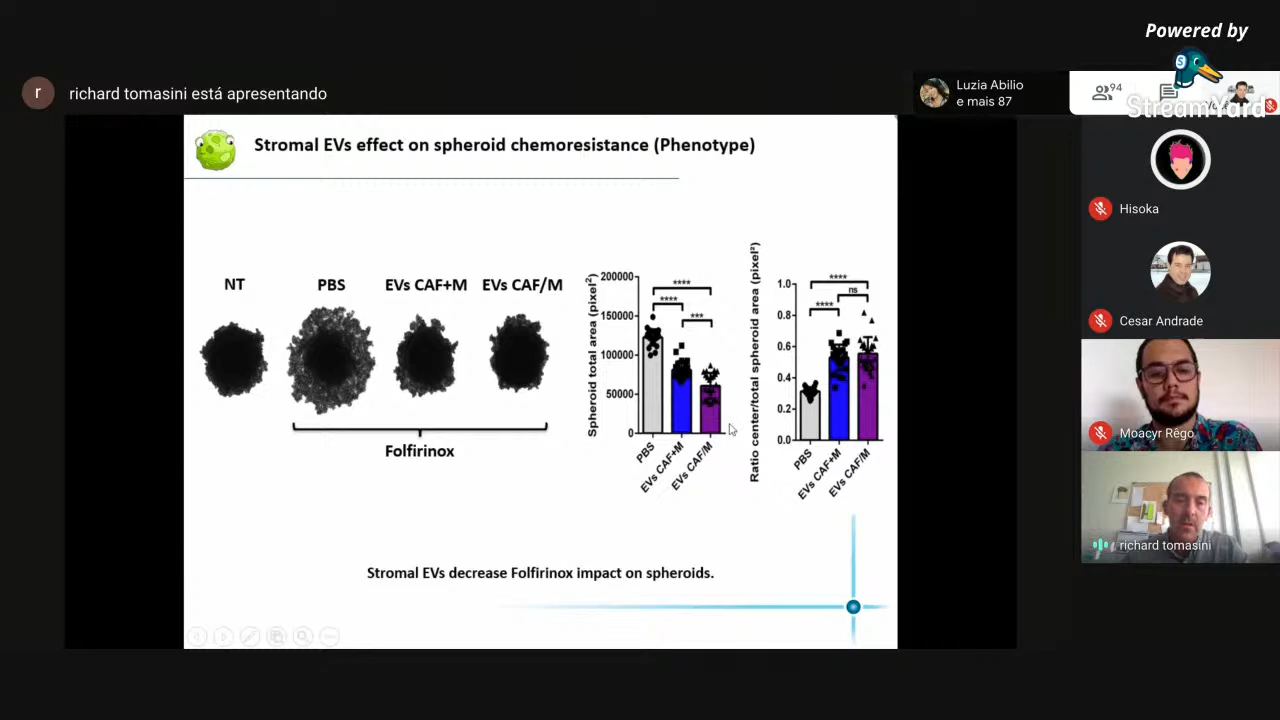 Powered by
StreamYard
r
richard tomasini está apresentando
Luzia Abilio
e mais 87
94
Stromal EVs effect on spheroid chemoresistance (Phenotype)
NT
PBS
EVs CAF+M
EVs CAF/M
Folfirinox
Spheroid total area (pixel²)
200000
150000
100000
50000
0
****
****
***
PBS
EVs CAF+M
EVs CAF/M
Ratio center/total spheroid area (pixel²)
1.0
0.8
0.6
0.4
0.2
0.0
****
ns
****
PBS
EVs CAF+M
EVs CAF/M
Stromal EVs decrease Folfirinox impact on spheroids.
Hisoka
Cesar Andrade
Moacyr Rêgo
richard tomasini